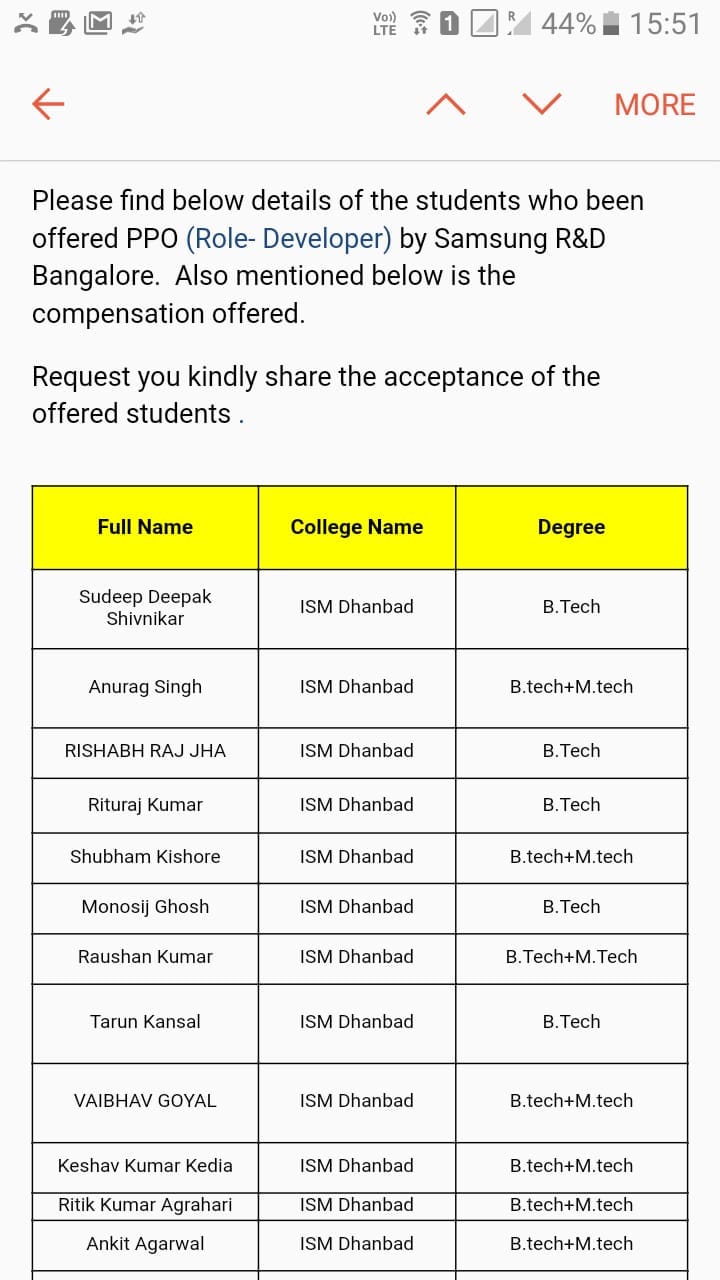 Vo))
LTE
1
R
44%
15:51
MORE
Please find below details of the students who been
offered PPO (Role- Developer) by Samsung R&D
Bangalore.  Also mentioned below is the
compensation offered.
Request you kindly share the acceptance of the
offered students .
Full Name College Name Degree
Sudeep Deepak
Shivnikar ISM Dhanbad B.Tech
Anurag Singh ISM Dhanbad B.tech+M.tech
RISHABH RAJ JHA ISM Dhanbad B.Tech
Rituraj Kumar ISM Dhanbad B.Tech
Shubham Kishore ISM Dhanbad B.tech+M.tech
Monosij Ghosh ISM Dhanbad B.Tech
Raushan Kumar ISM Dhanbad B.Tech+M.Tech
Tarun Kansal ISM Dhanbad B.Tech
VAIBHAV GOYAL ISM Dhanbad B.tech+M.tech
Keshav Kumar Kedia ISM Dhanbad B.tech+M.tech
Ritik Kumar Agrahari ISM Dhanbad B.tech+M.tech
Ankit Agarwal ISM Dhanbad B.tech+M.tech